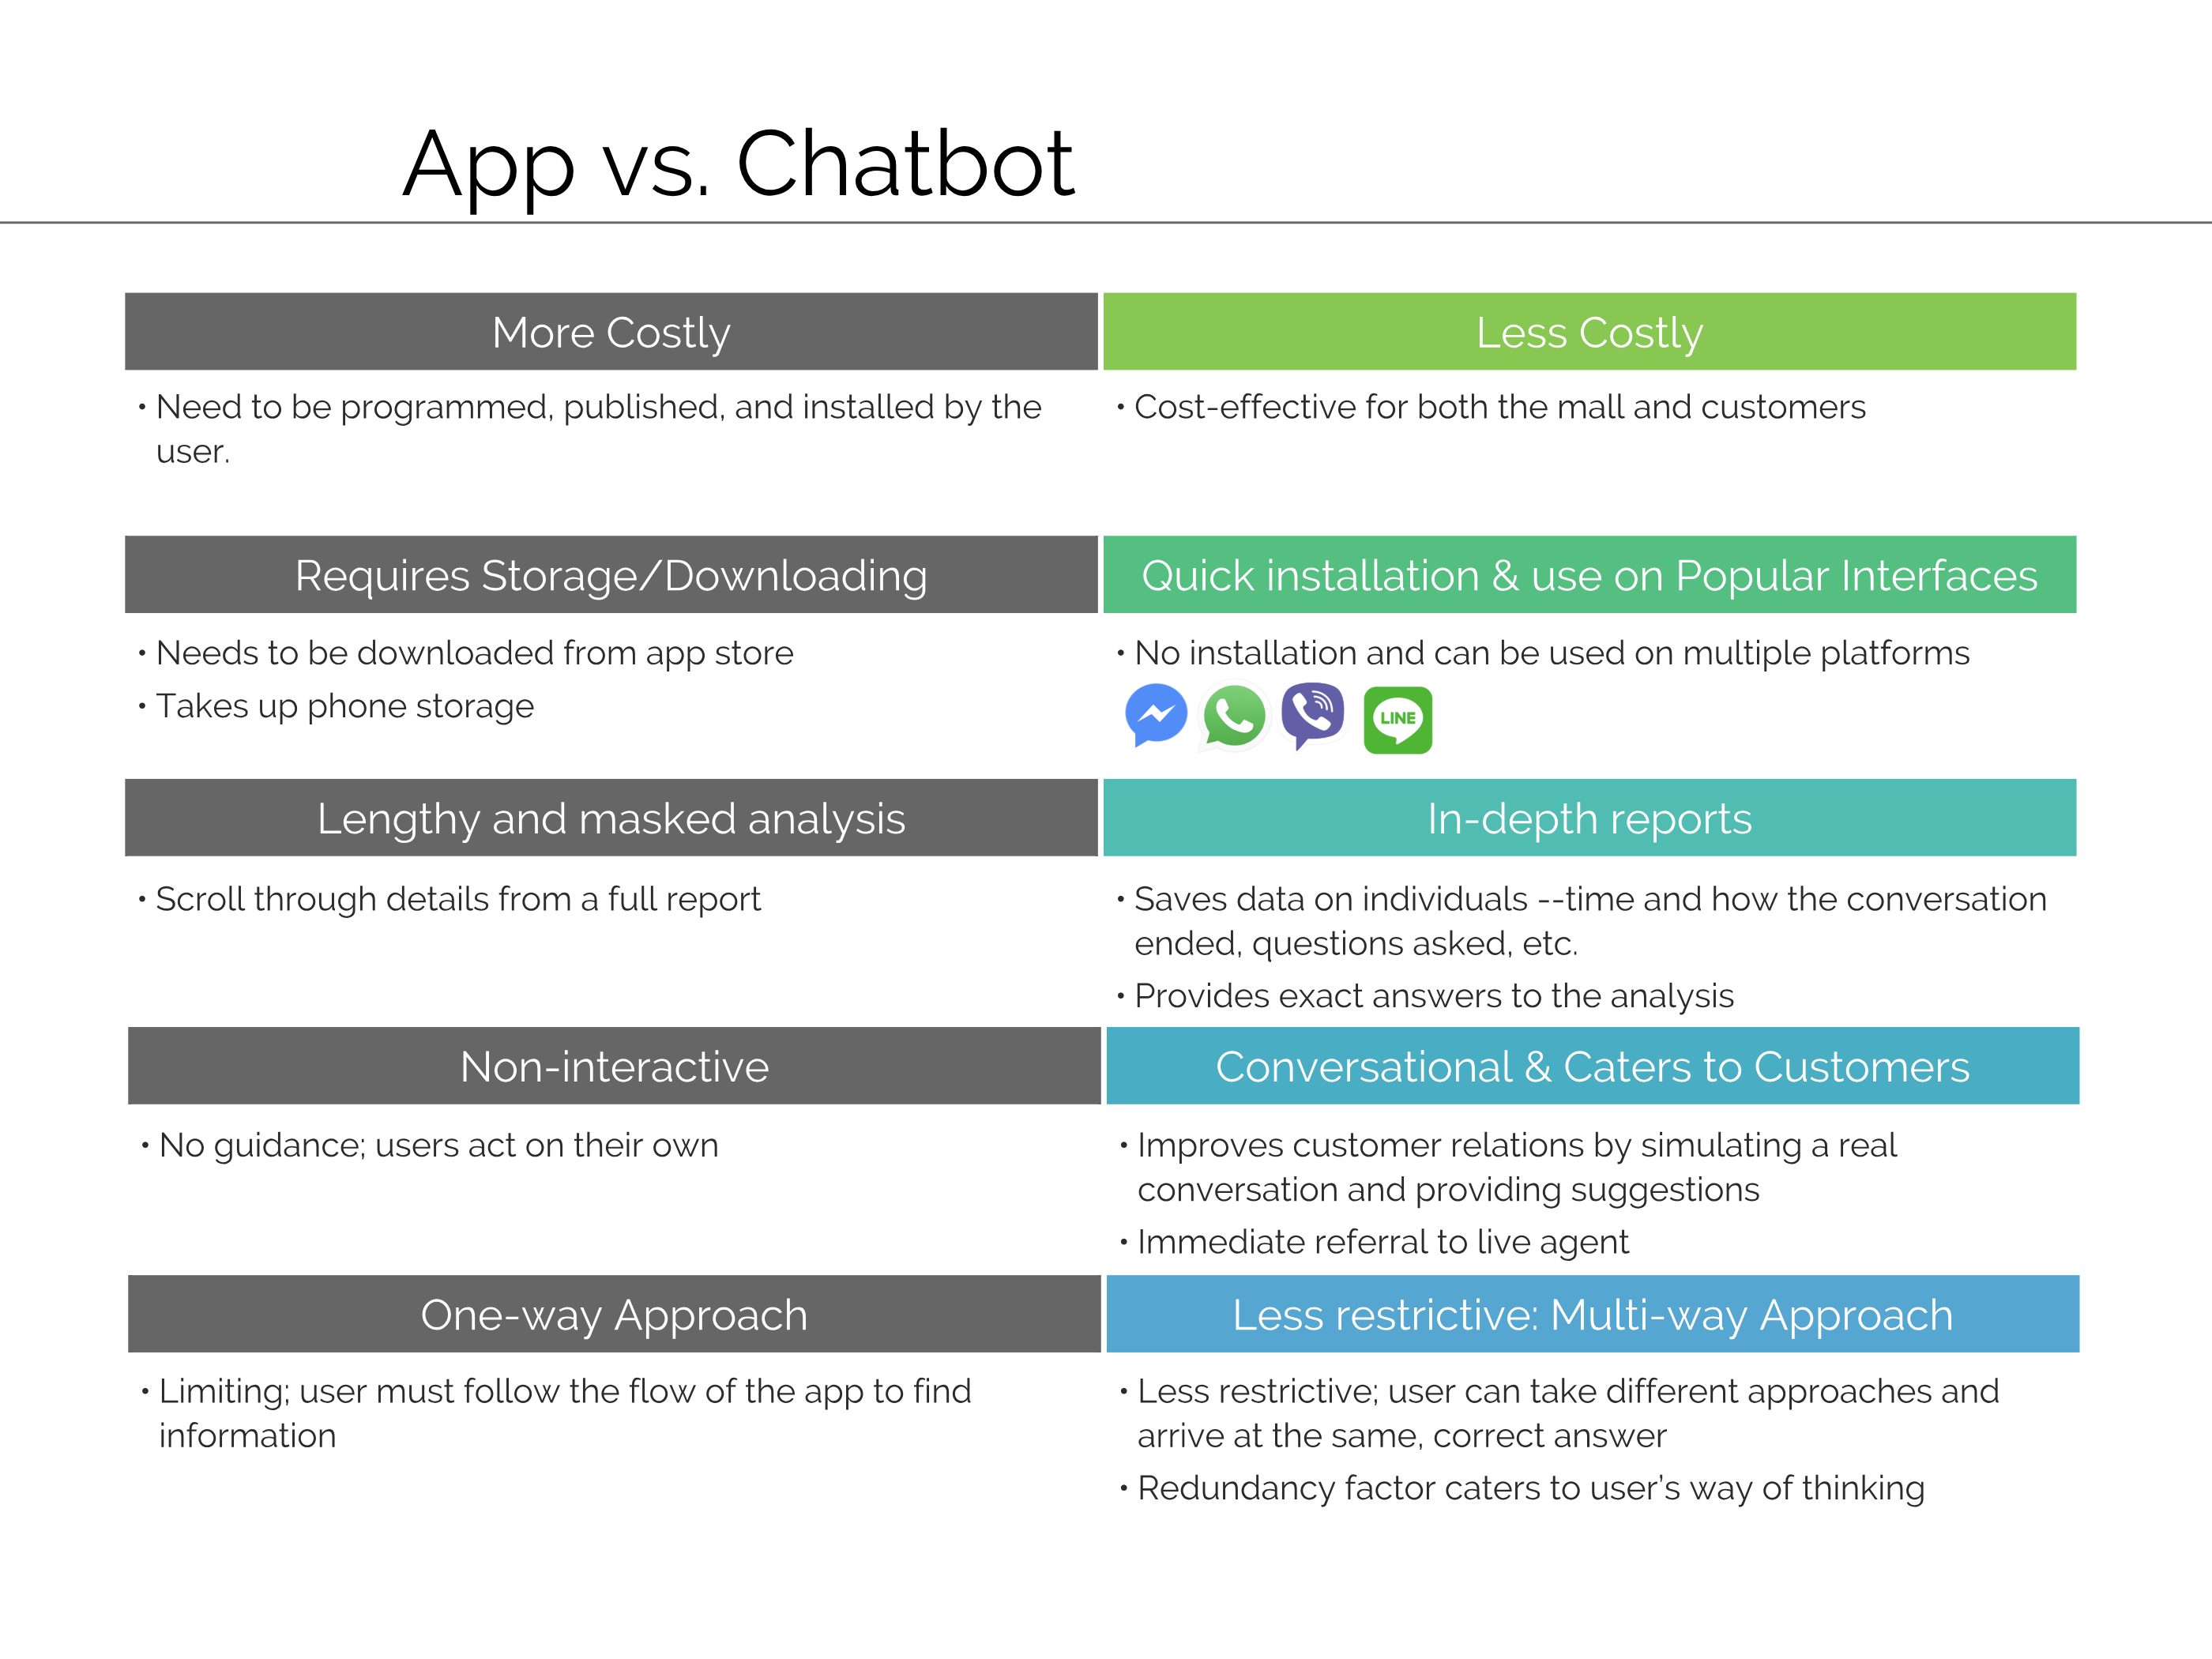 App vs. Chatbot
More Costly
• Need to be programmed, published, and installed by the
user.
Less Costly
• Cost-effective for both the mall and customers
Requires Storage/Downloading
• Needs to be downloaded from app store
• Takes up phone storage
Quick installation & use on Popular Interfaces
• No installation and can be used on multiple platforms
LINE
Lengthy and masked analysis
• Scroll through details from a full report
In-depth reports
• Saves data on individuals --time and how the conversation
ended, questions asked, etc.
• Provides exact answers to the analysis
Non-interactive
• No guidance; users act on their own
Conversational & Caters to Customers
• Improves customer relations by simulating a real
conversation and providing suggestions
• Immediate referral to live agent
One-way Approach
• Limiting; user must follow the flow of the app to find
information
Less restrictive: Multi-way Approach
• Less restrictive; user can take different approaches and
arrive at the same, correct answer
• Redundancy factor caters to user’s way of thinking